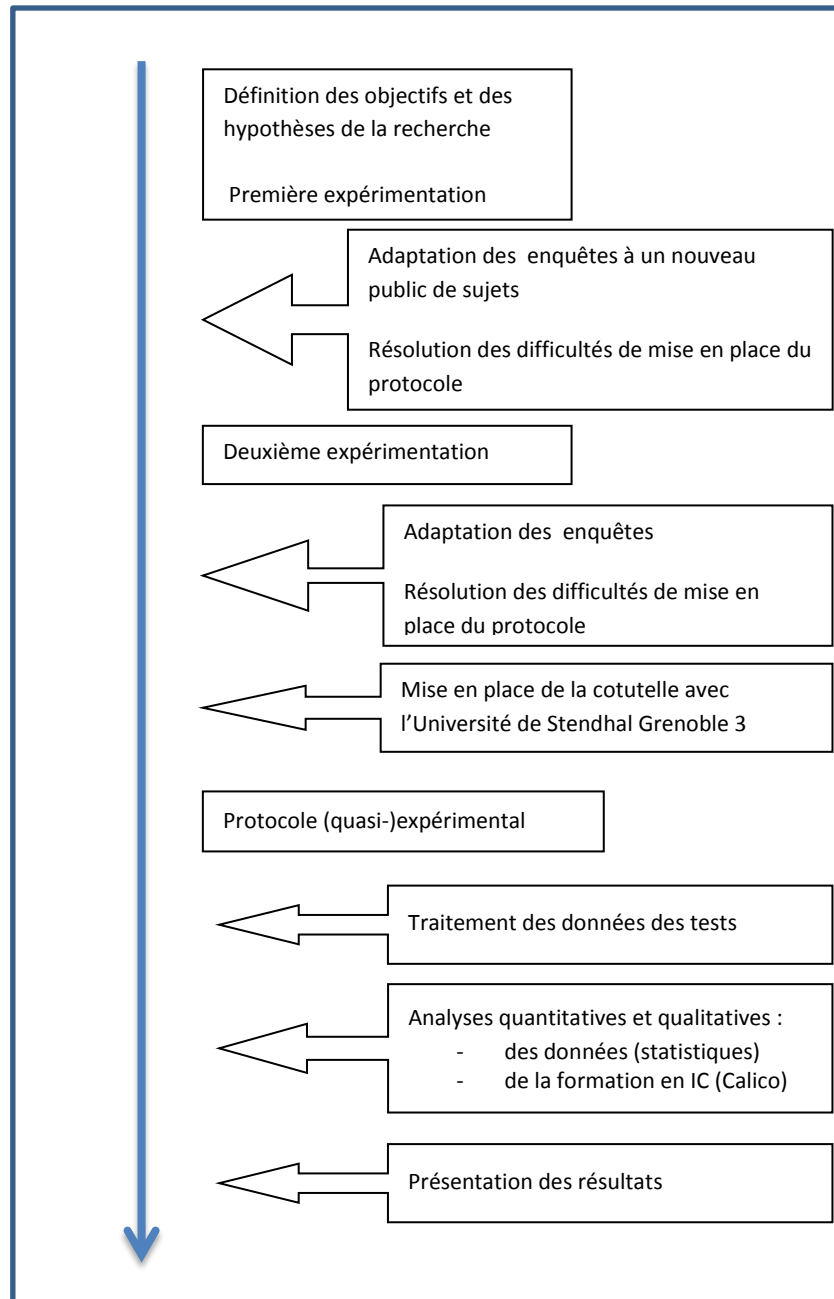 Définition des objectifs et des
hypothèses de la recherche
Première expérimentation
Adaptation des enquêtes à un nouveau
public de sujets
Résolution des difficultés de mise en place du
protocole
Deuxième expérimentation
Adaptation des enquêtes
Résolution des difficultés de mise en
place du protocole
Mise en place de la cotutelle avec
l’Université de Stendhal Grenoble 3
Protocole (quasi-)expérimental
Traitement des données des tests
Analyses quantitatives et qualitatives :
- des données (statistiques)
- de la formation en IC (Calico)
Présentation des résultats